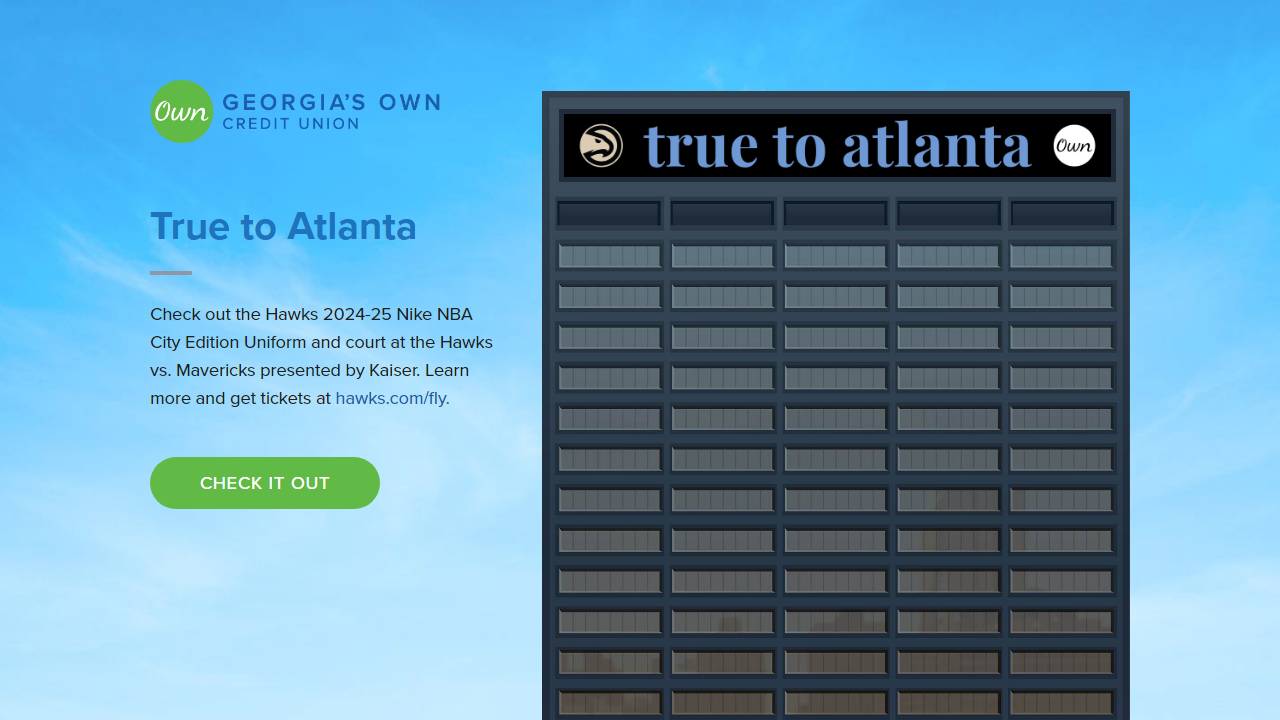 Own
GEORGIA'S OWN
CREDIT UNION
True to Atlanta
Check out the Hawks 2024-25 Nike NBA
City Edition Uniform and court at the Hawks
vs. Mavericks presented by Kaiser. Learn
more and get tickets at hawks.com/fly.
CHECK IT OUT
true to atlanta
Own